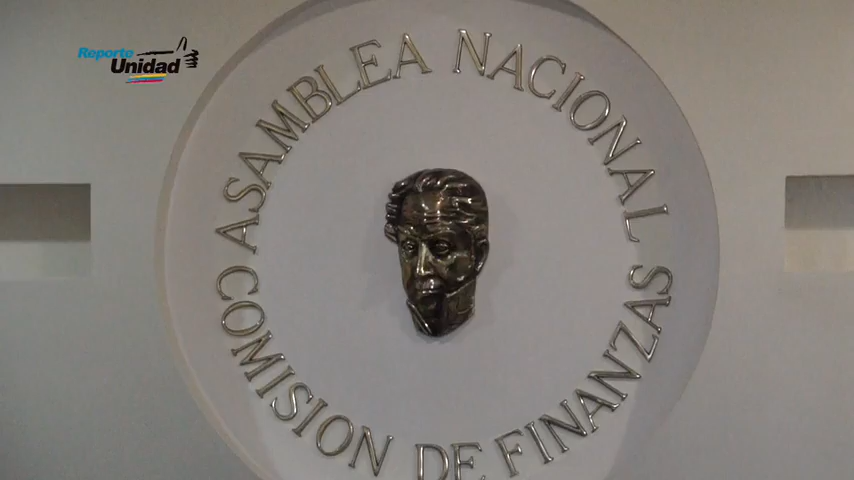 Reporte
Unidad
ASAMBLEA NACIONAL
COMISION DE FINANZAS